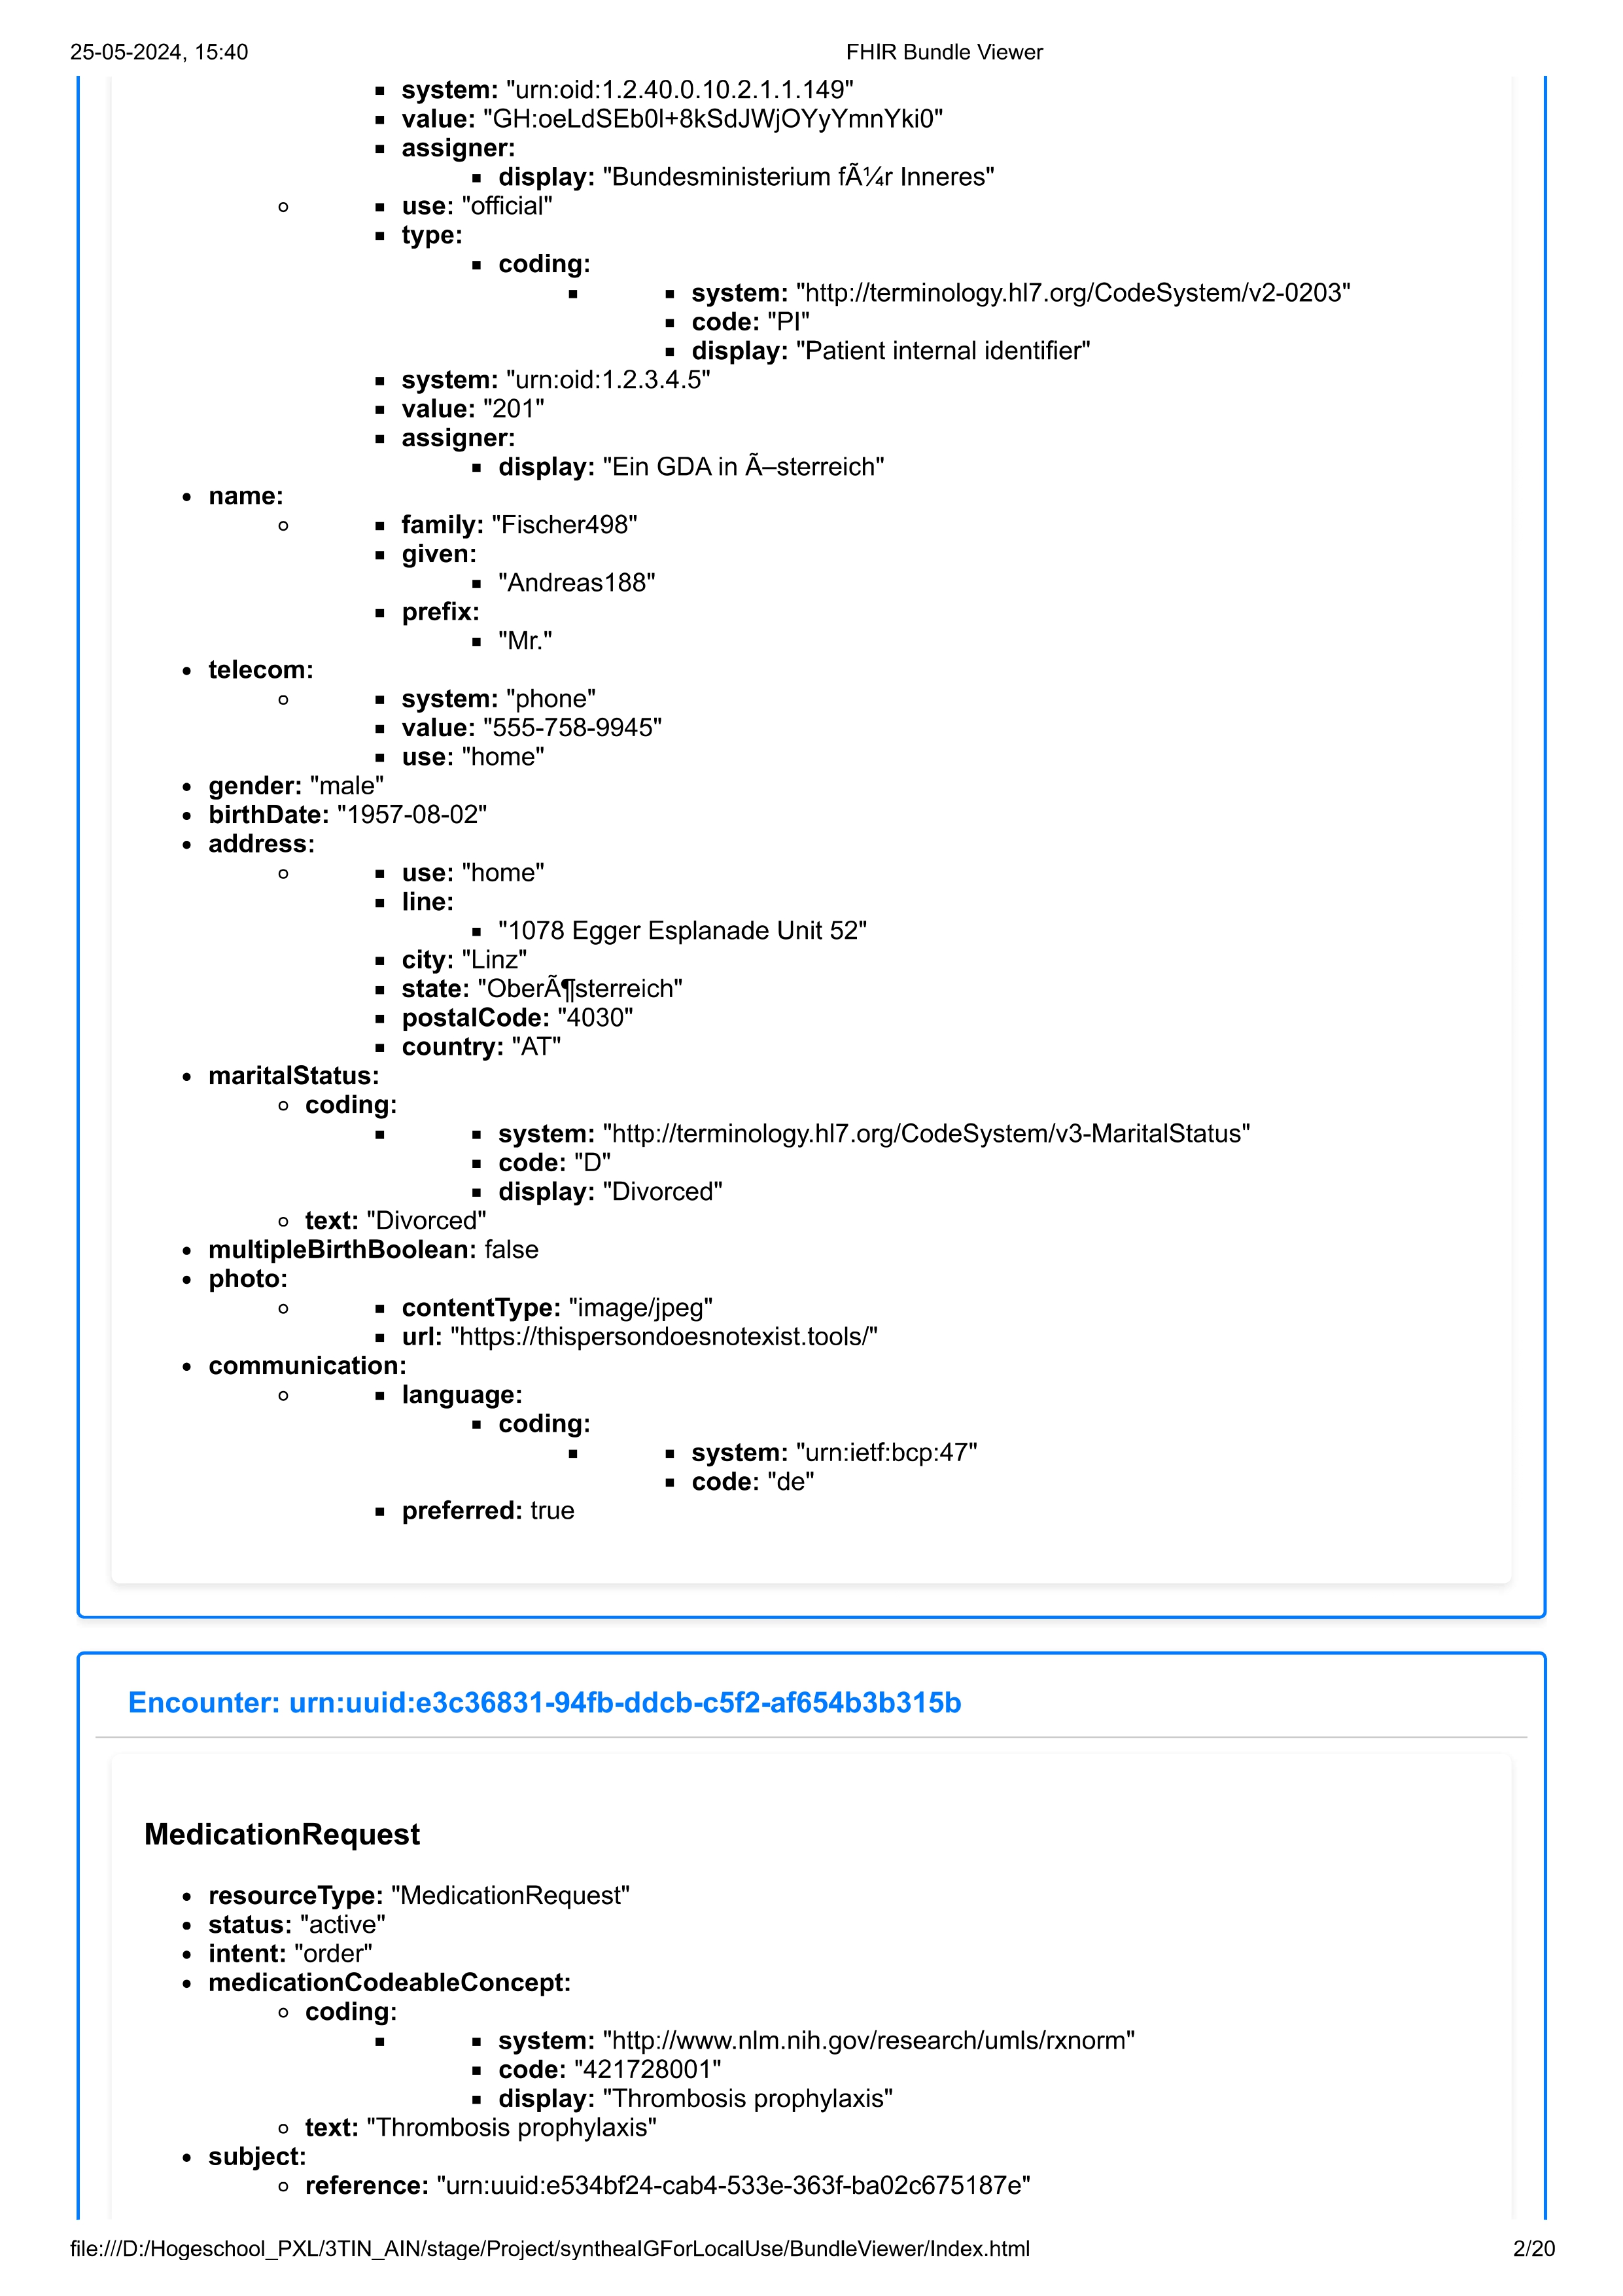 25-05-2024, 15:40 FHIR Bundle Viewer
system: "urn:oid:1.2.40.0.10.2.1.1.149"
value: "GH:oeLdSEb0l+8kSdJWjOYyYmnYki0"
assigner:
display: "Bundesministerium fÃ¼r Inneres"
use: "official"
type:
coding:
system: "http://terminology.hl7.org/CodeSystem/v2-0203"
code: "PI"
display: "Patient internal identifier"
system: "urn:oid:1.2.3.4.5"
value: "201"
assigner:
display: "Ein GDA in Ã–sterreich"
name:
family: "Fischer498"
given:
"Andreas188"
prefix:
"Mr."
telecom:
system: "phone"
value: "555-758-9945"
use: "home"
gender: "male"
birthDate: "1957-08-02"
address:
use: "home"
line:
"1078 Egger Esplanade Unit 52"
city: "Linz"
state: "OberÃ¶sterreich"
postalCode: "4030"
country: "AT"
maritalStatus:
coding:
system: "http://terminology.hl7.org/CodeSystem/v3-MaritalStatus"
code: "D"
display: "Divorced"
text: "Divorced"
multipleBirthBoolean: false
photo:
contentType: "image/jpeg"
url: "https://thispersondoesnotexist.tools/"
communication:
language:
coding:
system: "urn:ietf:bcp:47"
code: "de"
preferred: true
Encounter: urn:uuid:e3c36831-94fb-ddcb-c5f2-af654b3b315b
MedicationRequest
resourceType: "MedicationRequest"
status: "active"
intent: "order"
medicationCodeableConcept:
coding:
system: "http://www.nlm.nih.gov/research/umls/rxnorm"
code: "421728001"
display: "Thrombosis prophylaxis"
text: "Thrombosis prophylaxis"
subject:
reference: "urn:uuid:e534bf24-cab4-533e-363f-ba02c675187e"
file:///D:/Hogeschool_PXL/3TIN_AIN/stage/Project/syntheaIGForLocalUse/BundleViewer/Index.html 2/20